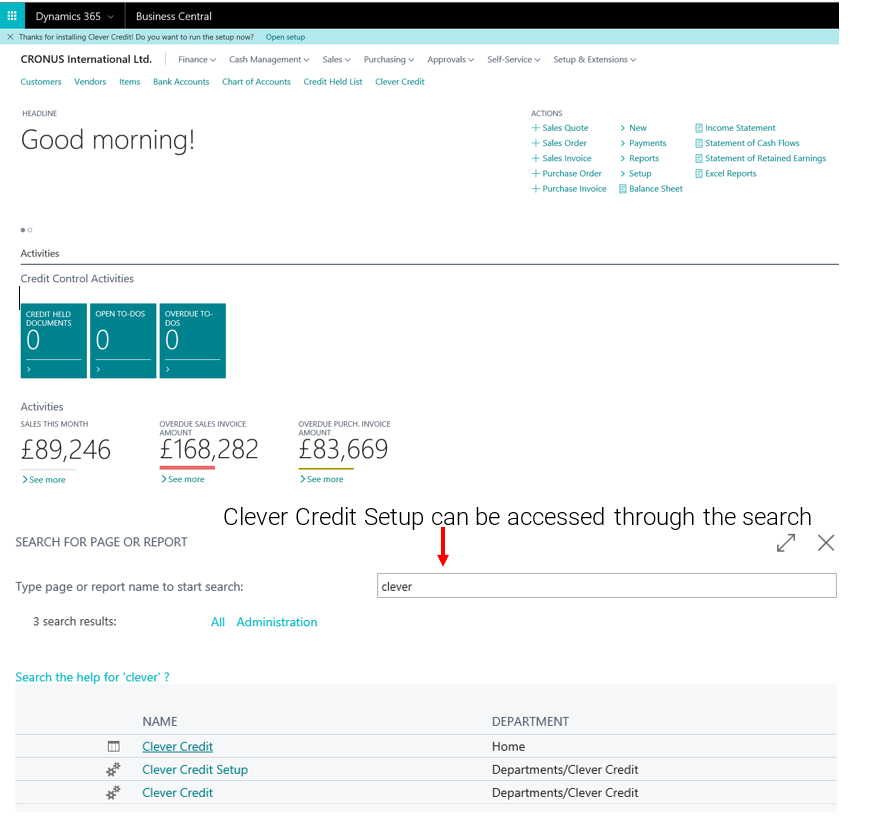 Dynamics 365 Business Central
Thanks for installing Clever Credit! Do you want to run the setup now? Open setup
CRONUS International Ltd. Finance Cash Management Sales Purchasing Approvals Self-Service Setup & Extensions
Customers Vendors Items Bank Accounts Chart of Accounts Credit Held List Clever Credit
HEADLINE
Good morning!
ACTIONS
+ Sales Quote > New Income Statement
+ Sales Order > Payments Statement of Cash Flows
+ Sales Invoice > Reports Statement of Retained Earnings
+ Purchase Order > Setup Excel Reports
+ Purchase Invoice Balance Sheet
Activities
Credit Control Activities
CREDIT HELD DOCUMENTS
0
OPEN TO-DOS
0
OVERDUE TO-
DOS
0
Activities
SALES THIS MONTH
£89,246
> See more
OVERDUE SALES INVOICE
AMOUNT
£168,282
> See more
OVERDUE PURCH. INVOICE
AMOUNT
£83,669
> See more
Clever Credit Setup can be accessed through the search
SEARCH FOR PAGE OR REPORT
Type page or report name to start search: clever
3 search results: All Administration
Search the help for 'clever' ?
NAME DEPARTMENT
Clever Credit Home
Clever Credit Setup Departments/Clever Credit
Clever Credit Departments/Clever Credit